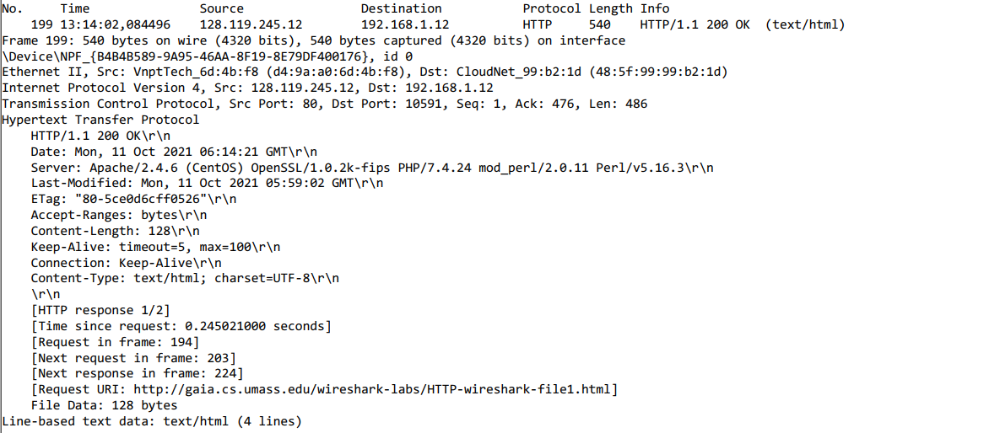 No.     Time               Source                Destination           Protocol Length Info
    199 13:14:02,084496    128.119.245.12        192.168.1.12          HTTP     540    HTTP/1.1 200 OK  (text/html)
Frame 199: 540 bytes on wire (4320 bits), 540 bytes captured (4320 bits) on interface
\Device\NPF_{B4B4B589-9A95-46AA-8F19-8E79DF400176}, id 0
Ethernet II, Src: VnptTech_6d:4b:f8 (d4:9a:a0:6d:4b:f8), Dst: CloudNet_99:b2:1d (48:5f:99:99:b2:1d)
Internet Protocol Version 4, Src: 128.119.245.12, Dst: 192.168.1.12
Transmission Control Protocol, Src Port: 80, Dst Port: 10591, Seq: 1, Ack: 476, Len: 486
Hypertext Transfer Protocol
    HTTP/1.1 200 OK\r\n
    Date: Mon, 11 Oct 2021 06:14:21 GMT\r\n
    Server: Apache/2.4.6 (CentOS) OpenSSL/1.0.2k-fips PHP/7.4.24 mod_perl/2.0.11 Perl/v5.16.3\r\n
    Last-Modified: Mon, 11 Oct 2021 05:59:02 GMT\r\n
    ETag: "80-5ce0d6cff0526"\r\n
    Accept-Ranges: bytes\r\n
    Content-Length: 128\r\n
    Keep-Alive: timeout=5, max=100\r\n
    Connection: Keep-Alive\r\n
    Content-Type: text/html; charset=UTF-8\r\n
    \r\n
    [HTTP response 1/2]
    [Time since request: 0.245021000 seconds]
    [Request in frame: 194]
    [Next request in frame: 203]
    [Next response in frame: 224]
    [Request URI: http://gaia.cs.umass.edu/wireshark-labs/HTTP-wireshark-file1.html]
    File Data: 128 bytes
Line-based text data: text/html (4 lines)